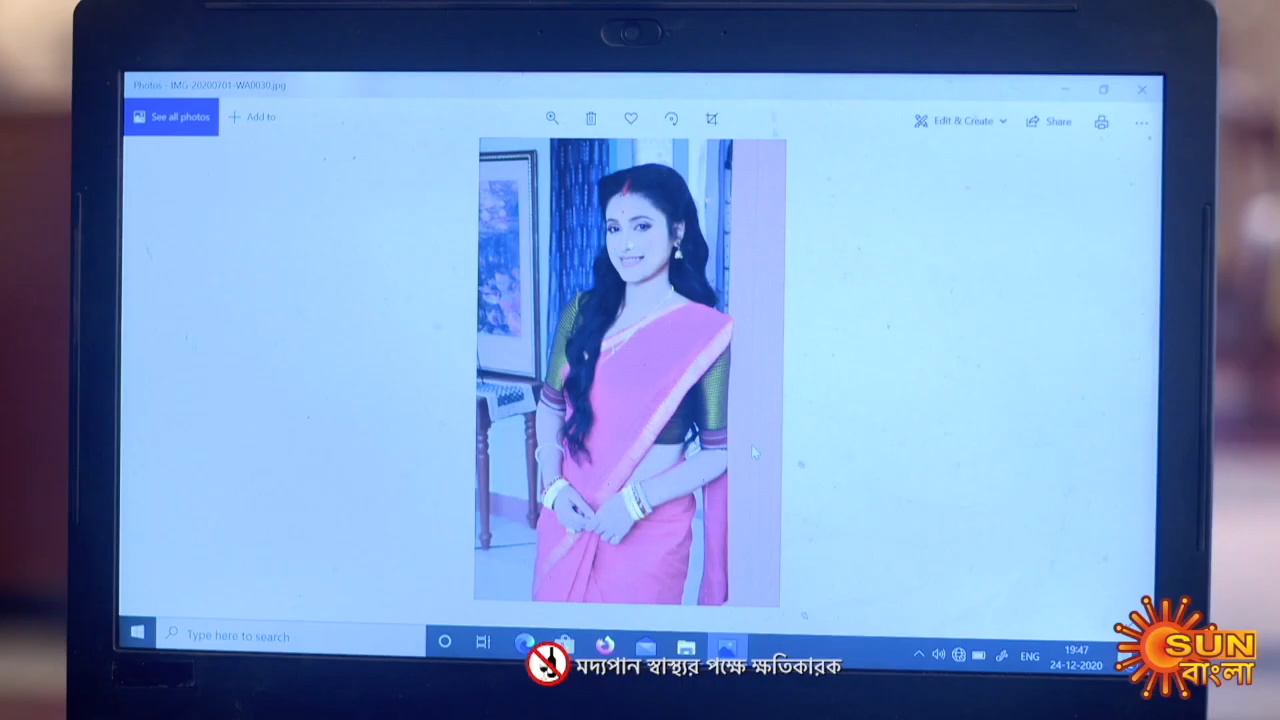 Photos - IMG-20200701-WA0030.jpg
See all photos
Add to
Edit & Create
Share
Type here to search
ENG
19:47
24-12-2020
মদ্যপান স্বাস্থ্যর পক্ষে ক্ষতিকারক
SUN
বাংলা